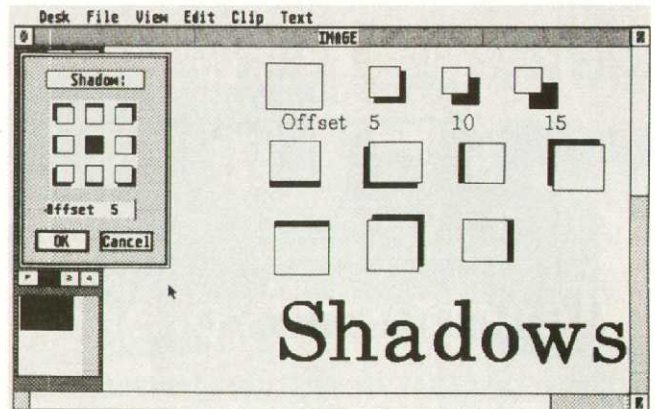 Desk File View Edit Clip Text
IMAGE
Shadow:
Offset 5
OK Cancel
Offset 5 10 15
Shadows